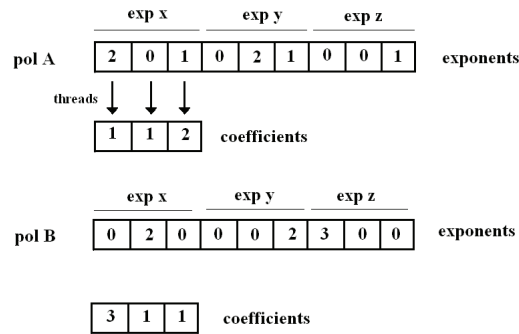 exp x exp y exp z
pol A 2 0 1 0 2 1 0 0 1 exponents
threads
1 1 2 coefficients
exp x exp y exp z
pol B 0 2 0 0 0 2 3 0 0 exponents
3 1 1 coefficients